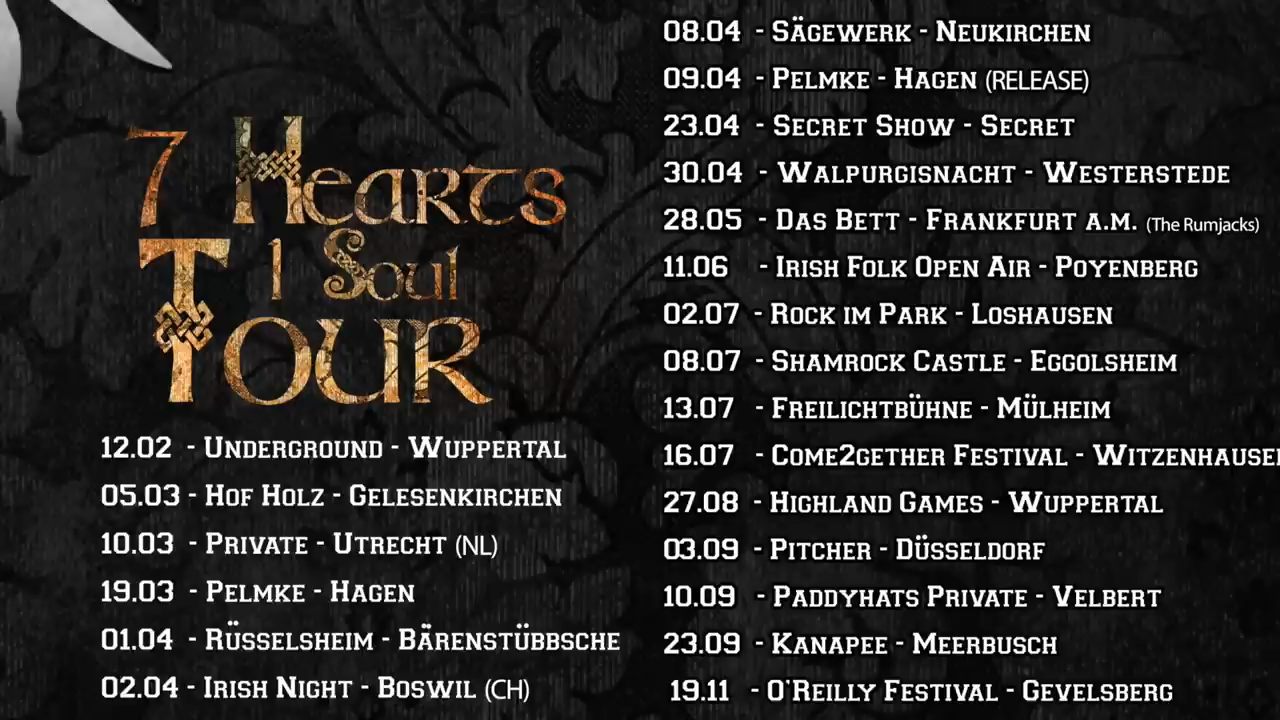 7 Hearts
1 Soul
Tour
12.02 - Underground - Wuppertal
05.03 - Hof Holz - Gelesenkirchen
10.03 - Private - Utrecht (NL)
19.03 - Pelmke - Hagen
01.04 - Rüsselsheim - Bärenstübbsche
02.04 - Irish Night - Boswil (CH)
08.04 - Sägewerk - Neukirchen
09.04 - Pelmke - Hagen (RELEASE)
23.04 - Secret Show - Secret
30.04 - Walpurgisnacht - Westerstede
28.05 - Das Bett - Frankfurt a.M. (The Rumjacks)
11.06 - Irish Folk Open Air - Poyenberg
02.07 - Rock im Park - Loshausen
08.07 - Shamrock Castle - Eggolsheim
13.07 - Freilichtbühne - Mülheim
16.07 - Come2gether Festival - Witzenhausen
27.08 - Highland Games - Wuppertal
03.09 - Pitcher - Düsseldorf
10.09 - Paddyhats Private - Velbert
23.09 - Kanapee - Meerbusch
19.11 - O'Reilly Festival - Gevelsberg